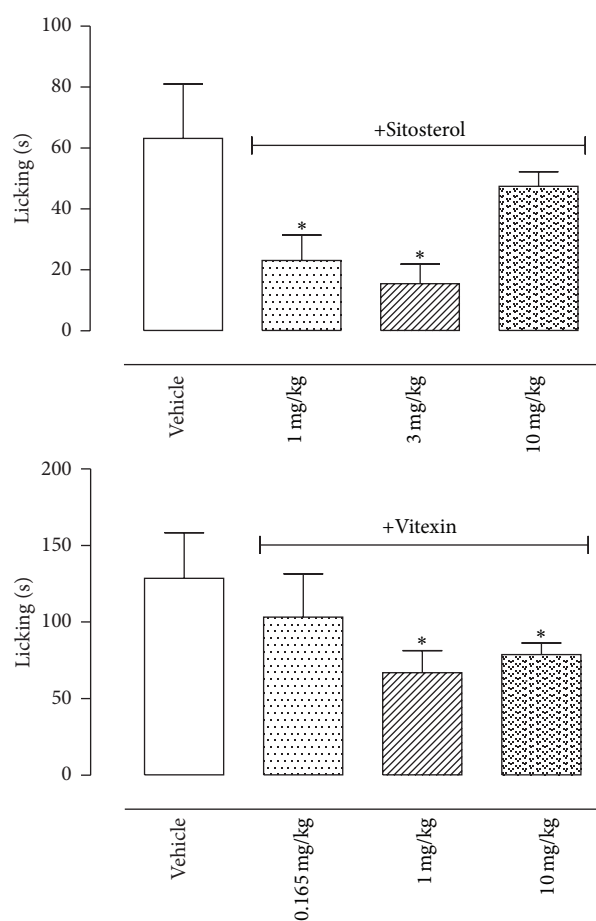 100
80
60
40
20
0
Licking (s)
+Sitosterol
*
*
Vehicle
1 mg/kg
3 mg/kg
10 mg/kg
200
150
100
50
0
Licking (s)
+Vitexin
*
*
Vehicle
0.165 mg/kg
1 mg/kg
10 mg/kg